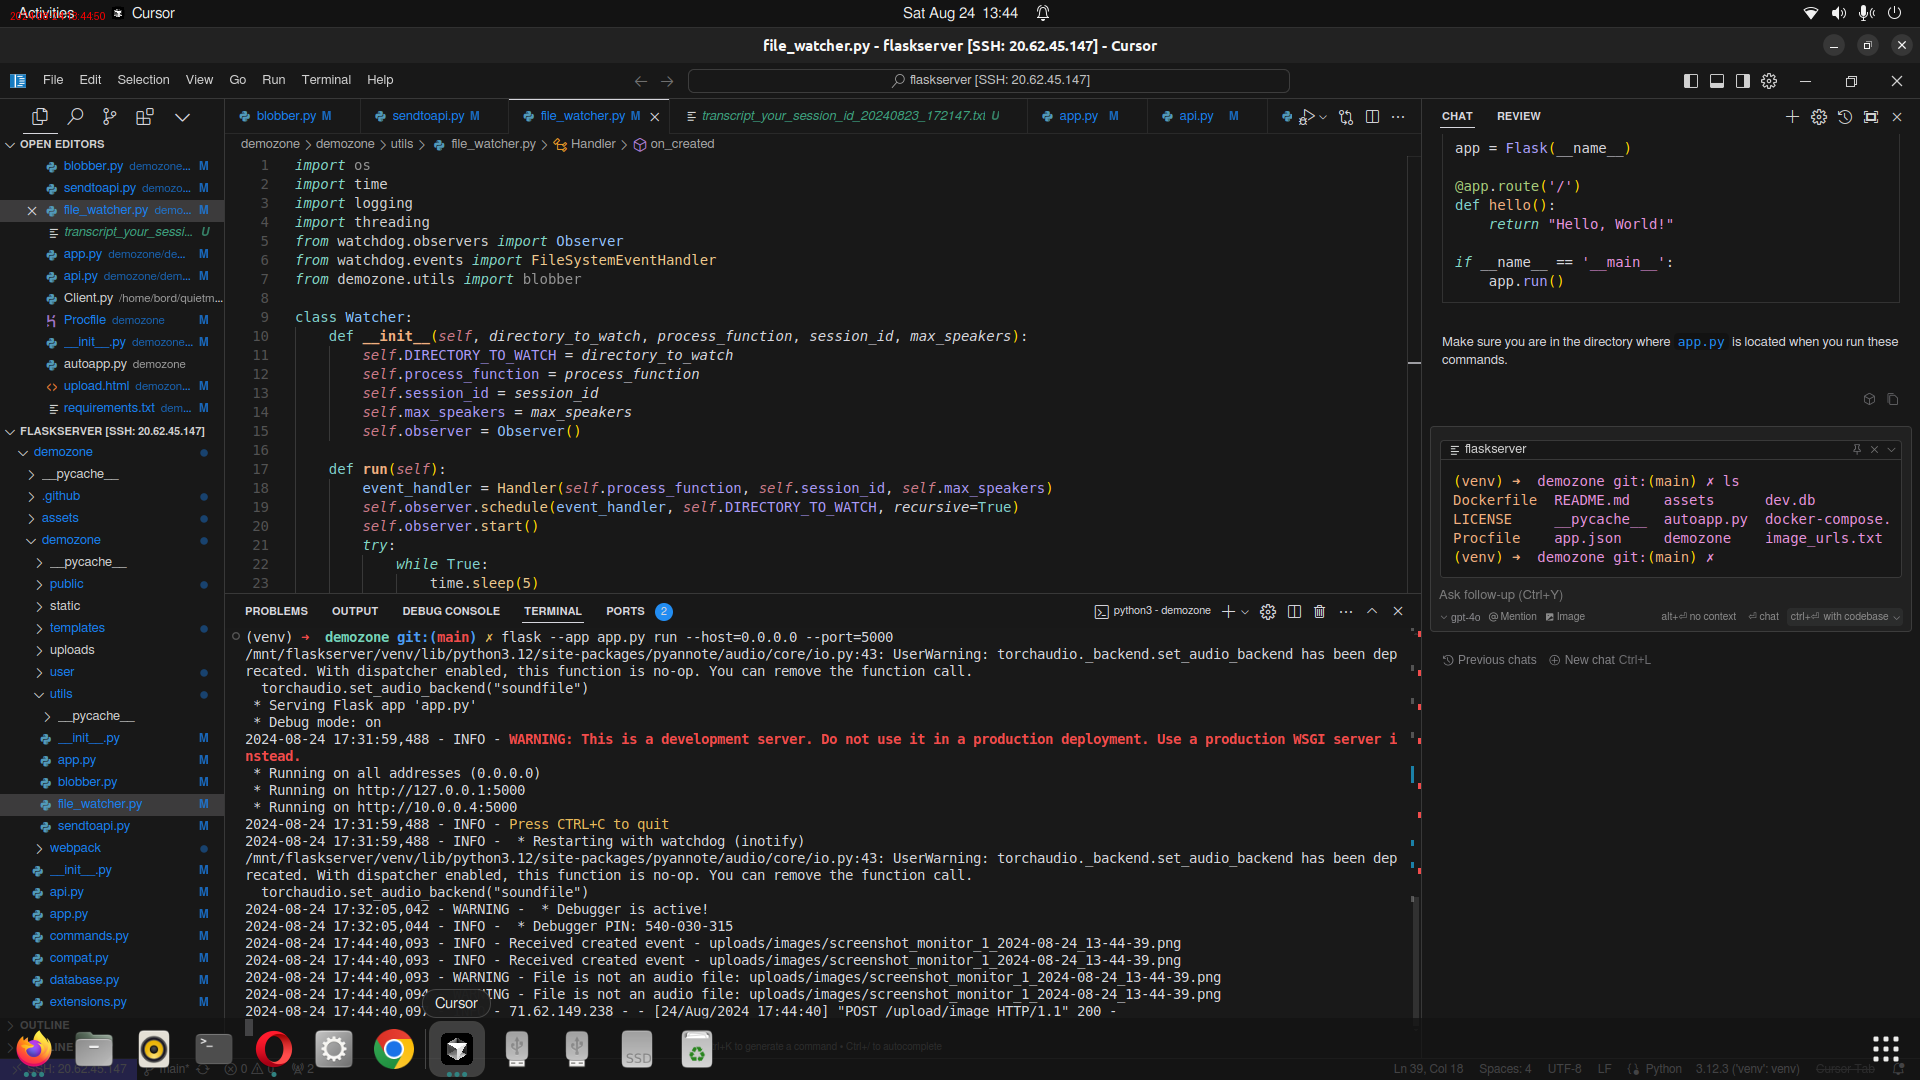 Activities
Cursor
Sat Aug 24 13:44
file_watcher.py - flaskserver [SSH: 20.62.45.147] - Cursor
File Edit Selection View Go Run Terminal Help
flaskserver [SSH: 20.62.45.147]
blobber.py M
sendtoapi.py M
file_watcher.py M
transcript_your_session_id_20240823_172147.txt U
app.py M
api.py M
CHAT REVIEW
OPEN EDITORS
blobber.py demozone... M
sendtoapi.py demozo... M
file_watcher.py demo... M
transcript_your_sessi... U
app.py demozone/de... M
api.py demozone/dem... M
Client.py /home/bord/quietm...
Procfile demozone M
__init__.py demozone... M
autoapp.py demozone
upload.html demozon... M
requirements.txt dem... M
FLASKSERVER [SSH: 20.62.45.147]
demozone
__pycache__
.github
assets
demozone
__pycache__
public
static
templates
uploads
user
utils
__pycache__
__init__.py M
app.py M
blobber.py M
file_watcher.py M
sendtoapi.py M
webpack
__init__.py M
api.py M
app.py M
commands.py M
compat.py M
database.py M
extensions.py M
OUTLINE
demozone > demozone > utils > file_watcher.py > Handler > on_created
1 import os
2 import time
3 import logging
4 import threading
5 from watchdog.observers import Observer
6 from watchdog.events import FileSystemEventHandler
7 from demozone.utils import blobber
8
9 class Watcher:
10 def __init__(self, directory_to_watch, process_function, session_id, max_speakers):
11 self.DIRECTORY_TO_WATCH = directory_to_watch
12 self.process_function = process_function
13 self.session_id = session_id
14 self.max_speakers = max_speakers
15 self.observer = Observer()
16
17 def run(self):
18 event_handler = Handler(self.process_function, self.session_id, self.max_speakers)
19 self.observer.schedule(event_handler, self.DIRECTORY_TO_WATCH, recursive=True)
20 self.observer.start()
21 try:
22 while True:
23 time.sleep(5)
PROBLEMS OUTPUT DEBUG CONSOLE TERMINAL PORTS 2
python3 - demozone
(venv) ➜ demozone git:(main) ✗ flask --app app.py run --host=0.0.0.0 --port=5000
/mnt/flaskserver/venv/lib/python3.12/site-packages/pyannote/audio/core/io.py:43: UserWarning: torchaudio._backend.set_audio_backend has been dep
recated. With dispatcher enabled, this function is no-op. You can remove the function call.
torchaudio.set_audio_backend("soundfile")
* Serving Flask app 'app.py'
* Debug mode: on
2024-08-24 17:31:59,488 - INFO - WARNING: This is a development server. Do not use it in a production deployment. Use a production WSGI server i
nstead.
* Running on all addresses (0.0.0.0)
* Running on http://127.0.0.1:5000
* Running on http://10.0.0.4:5000
2024-08-24 17:31:59,488 - INFO - Press CTRL+C to quit
2024-08-24 17:31:59,488 - INFO - * Restarting with watchdog (inotify)
/mnt/flaskserver/venv/lib/python3.12/site-packages/pyannote/audio/core/io.py:43: UserWarning: torchaudio._backend.set_audio_backend has been dep
recated. With dispatcher enabled, this function is no-op. You can remove the function call.
torchaudio.set_audio_backend("soundfile")
2024-08-24 17:32:05,042 - WARNING - * Debugger is active!
2024-08-24 17:32:05,044 - INFO - * Debugger PIN: 540-030-315
2024-08-24 17:44:40,093 - INFO - Received created event - uploads/images/screenshot_monitor_1_2024-08-24_13-44-39.png
2024-08-24 17:44:40,093 - INFO - Received created event - uploads/images/screenshot_monitor_1_2024-08-24_13-44-39.png
2024-08-24 17:44:40,093 - WARNING - File is not an audio file: uploads/images/screenshot_monitor_1_2024-08-24_13-44-39.png
2024-08-24 17:44:40,094 NG - File is not an audio file: uploads/images/screenshot_monitor_1_2024-08-24_13-44-39.png
2024-08-24 17:44:40,09 - 71.62.149.238 - - [24/Aug/2024 17:44:40] "POST /upload/image HTTP/1.1" 200 -
Cursor
SSD
app = Flask(__name__)
@app.route('/')
def hello():
return "Hello, World!"
if __name__ == '__main__':
app.run()
Make sure you are in the directory where app.py is located when you run these
commands.
flaskserver
(venv) ➜ demozone git:(main) ✗ ls
Dockerfile README.md assets dev.db
LICENSE __pycache__ autoapp.py docker-compose.
Procfile app.json demozone image_urls.txt
(venv) ➜ demozone git:(main) ✗
Ask follow-up (Ctrl+Y)
gpt-4o @ Mention Image alt+⏎ no context ⏎ chat ctrl+⏎ with codebase
Previous chats New chat Ctrl+L
to generate a command • Ctrl+/ to autocomplete
SSH: 20.62.45.147 main* 0 2
Ln 39, Col 18 Spaces: 4 UTF-8 LF Python 3.12.3 ('venv': venv) Cursor Tab